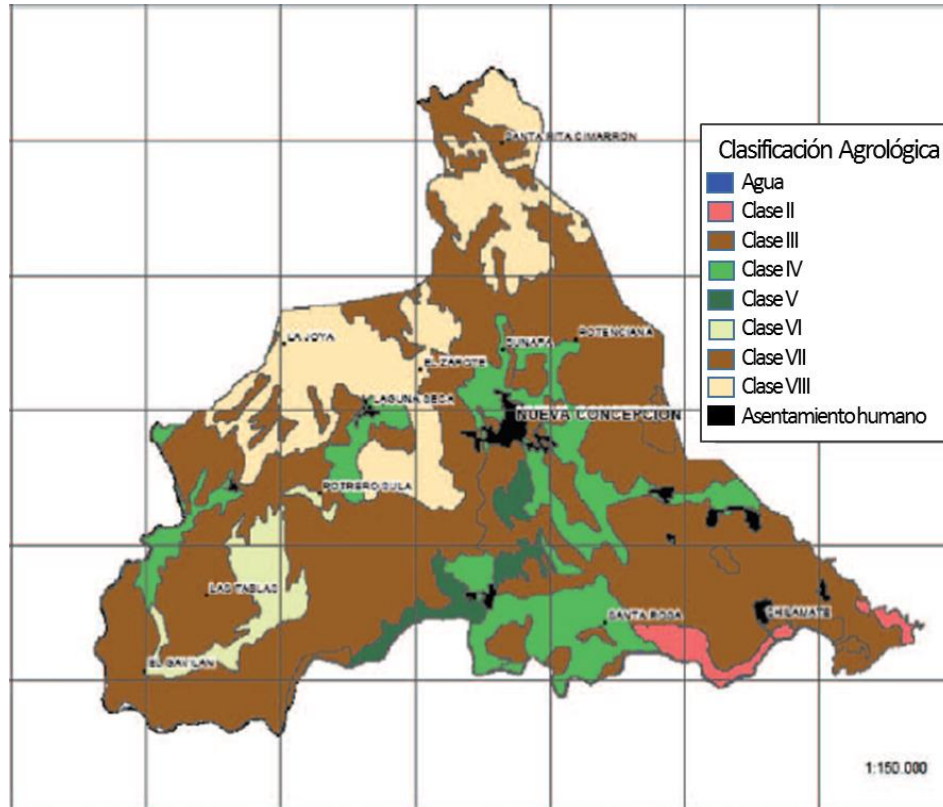 SANTA RITA CIMARRON
Clasificación Agrológica
Agua
Clase II
Clase III
Clase IV
Clase V
Clase VI
Clase VII
Clase VIII
Asentamiento humano
LA JOYA
SUNAPA
POTENCIANA
EL ZAPOTE
LAGUNA SECA
NUEVA CONCEPCION
POTRERO SULA
LAS TABLAS
SANTA ROSA
CHILAMATE
EL GAVILAN
1:150.000